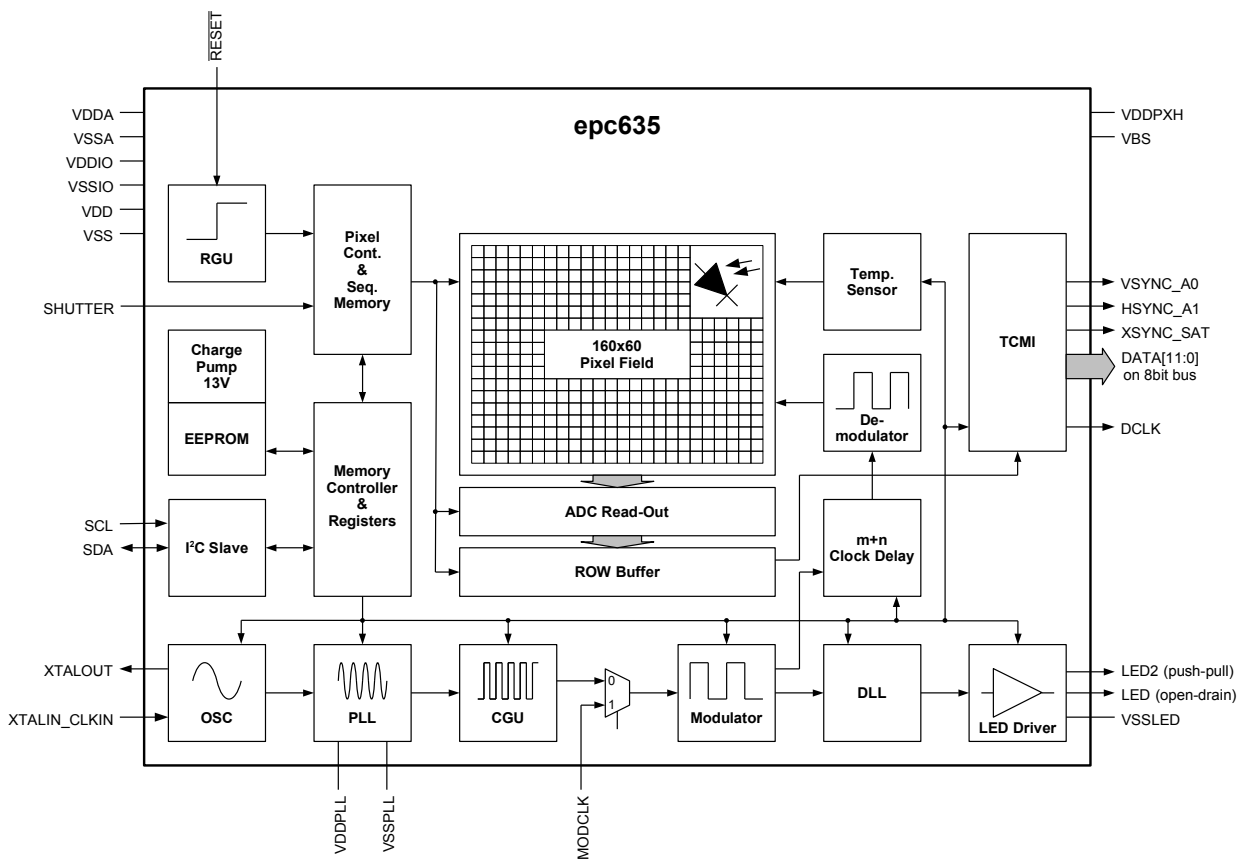 RESET
epc635
VDDA
VSSA
VDDIO
VSSIO
VDD
VSS
VDDPXH
VBS
RGU
Pixel
Cont.
&
Seq.
Memory
SHUTTER
Charge
Pump
13V
EEPROM
Memory
Controller
&
Registers
SCL
SDA
I²C Slave
160x60
Pixel Field
ADC Read-Out
ROW Buffer
Temp.
Sensor
De-
modulator
m+n
Clock Delay
TCMI
VSYNC_A0
HSYNC_A1
XSYNC_SAT
DATA[11:0]
on 8bit bus
DCLK
XTALOUT
XTALIN_CLKIN
OSC
PLL
CGU
0
1
Modulator
DLL
LED Driver
LED2 (push-pull)
LED (open-drain)
VSSLED
VDDPLL
VSSPLL
MODCLK